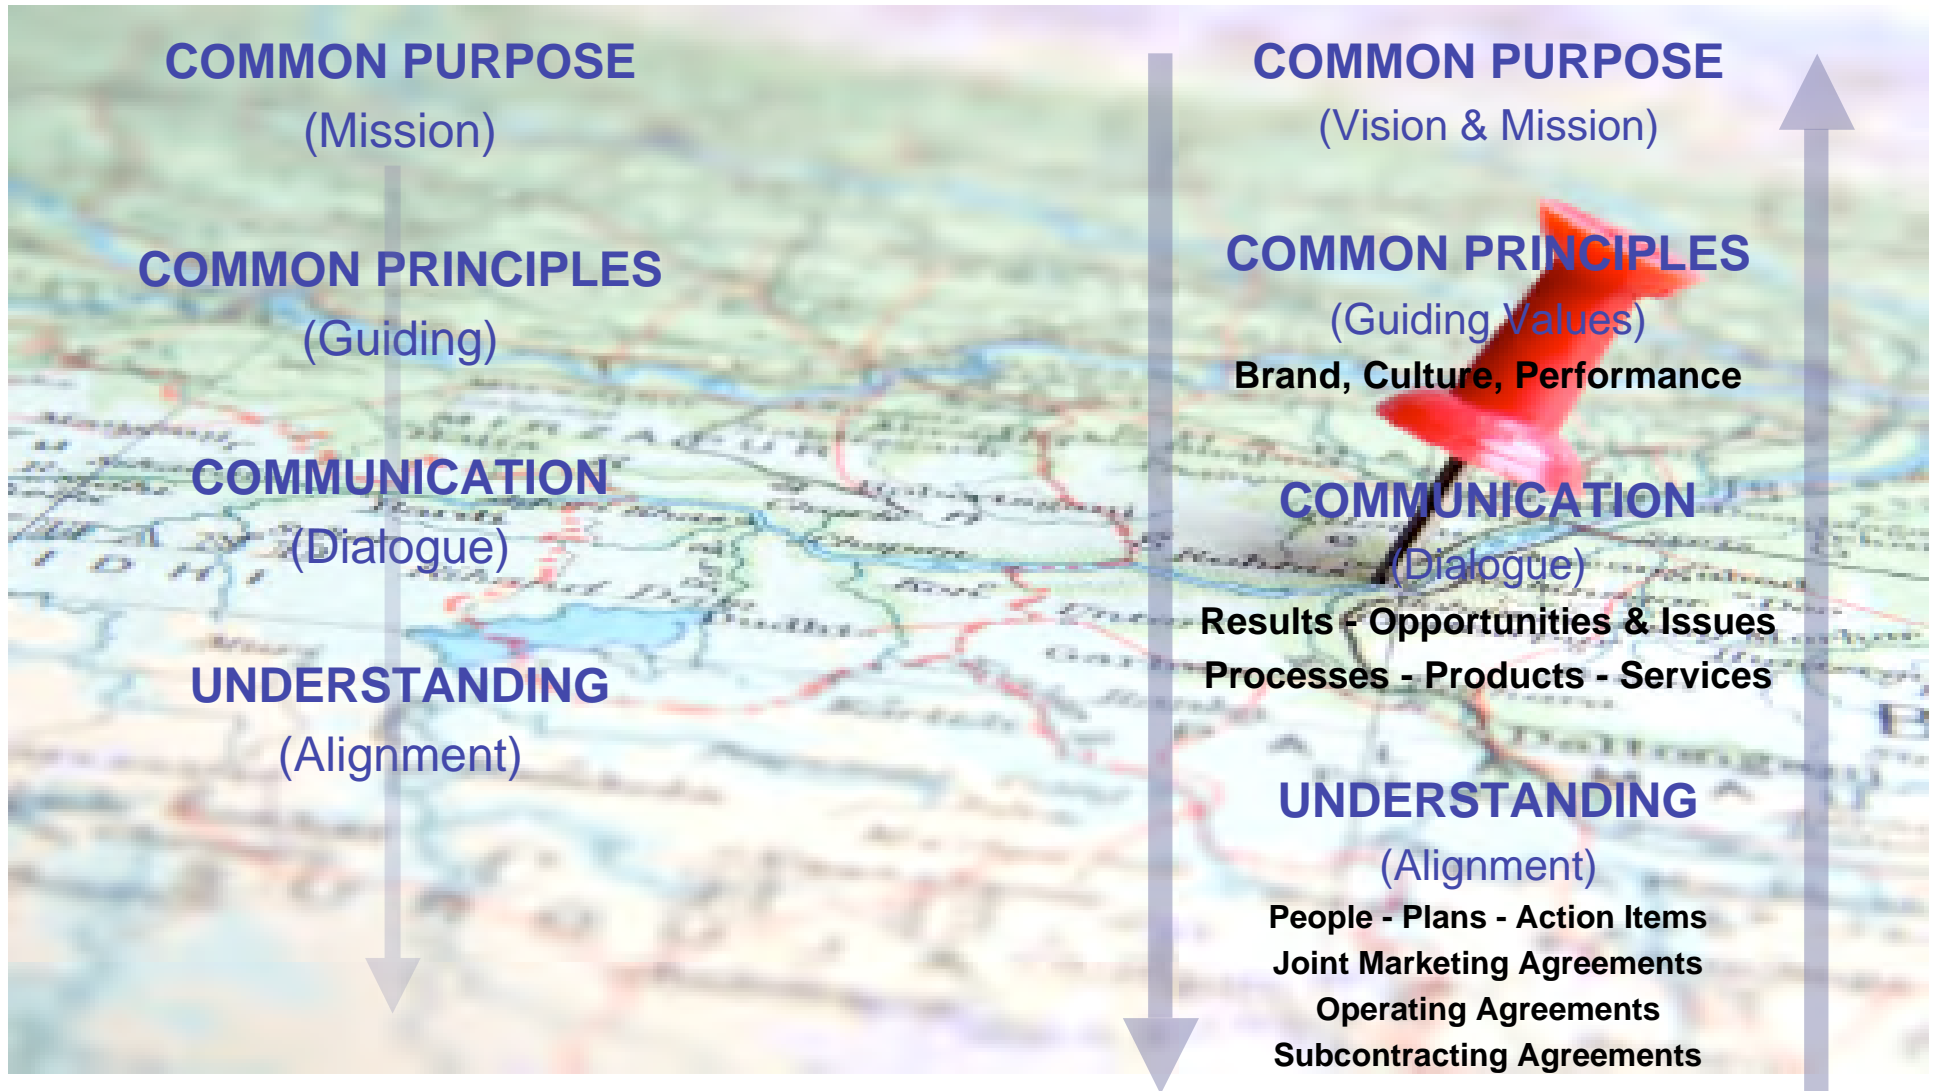 COMMON PURPOSE
(Mission)
COMMON PRINCIPLES
(Guiding)
COMMUNICATION
(Dialogue)
UNDERSTANDING
(Alignment)
COMMON PURPOSE
(Vision & Mission)
COMMON PRINCIPLES
(Guiding Values)
Brand, Culture, Performance
COMMUNICATION
(Dialogue)
Results - Opportunities & Issues
Processes - Products - Services
UNDERSTANDING
(Alignment)
People - Plans - Action Items
Joint Marketing Agreements
Operating Agreements
Subcontracting Agreements